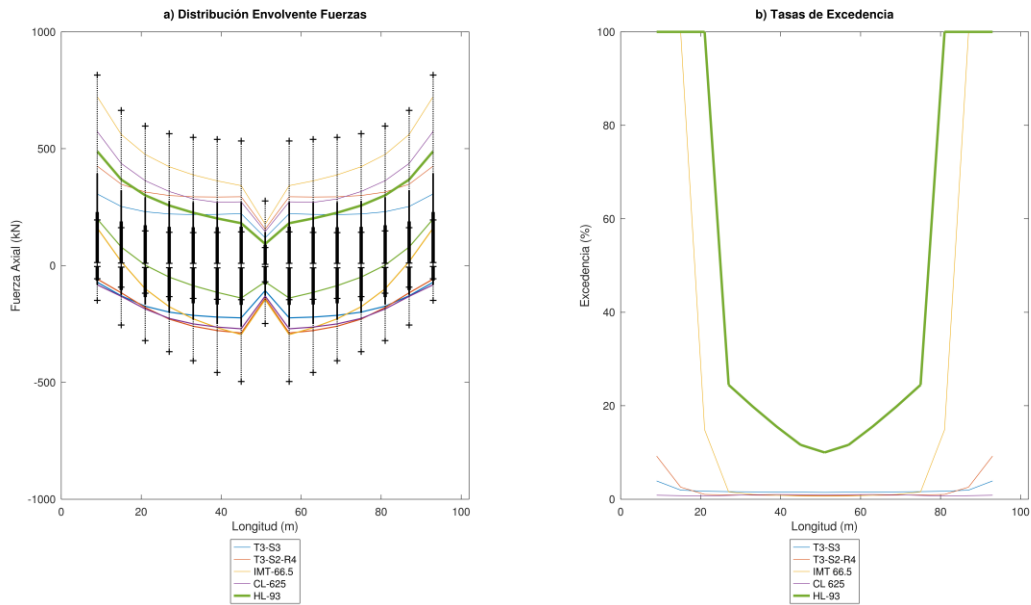 a) Distribución Envolvente Fuerzas
1000
500
0
-500
-1000
Fuerza Axial (kN)
0
20
40
60
80
100
Longitud (m)
T3-S3
T3-S2-R4
IMT-66.5
CL-625
HL-93
b) Tasas de Excedencia
100
80
60
40
20
0
Excedencia (%)
0
20
40
60
80
100
Longitud (m)
T3-S3
T3-S2-R4
IMT 66.5
CL 625
HL-93